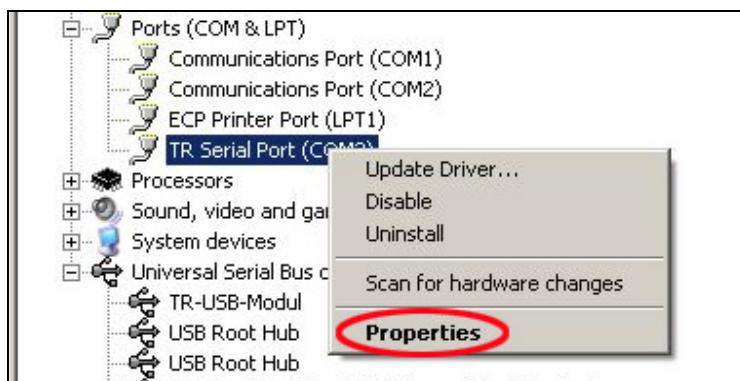 Ports (COM & LPT)
Communications Port (COM1)
Communications Port (COM2)
ECP Printer Port (LPT1)
TR Serial Port
Update Driver...
Processors
Disable
Sound, video and
Uninstall
System devices
Universal Serial Bus
Scan for hardware changes
TR-USB-Modul
Properties
USB Root Hub
USB Root Hub